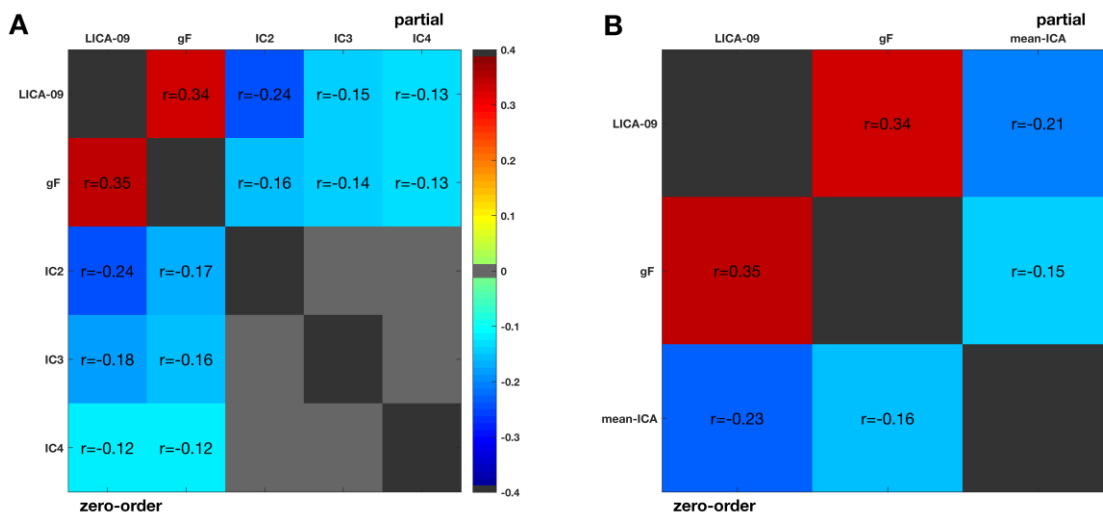 A
partial
LICA-09 gF IC2 IC3 IC4
LICA-09 r=0.34 r=-0.24 r=-0.15 r=-0.13
gF r=0.35 r=-0.16 r=-0.14 r=-0.13
IC2 r=-0.24 r=-0.17
IC3 r=-0.18 r=-0.16
IC4 r=-0.12 r=-0.12
zero-order
0.4
0.3
0.2
0.1
0
-0.1
-0.2
-0.3
-0.4
B
partial
LICA-09 gF mean-ICA
LICA-09 r=0.34 r=-0.21
gF r=0.35 r=-0.15
mean-ICA r=-0.23 r=-0.16
zero-order